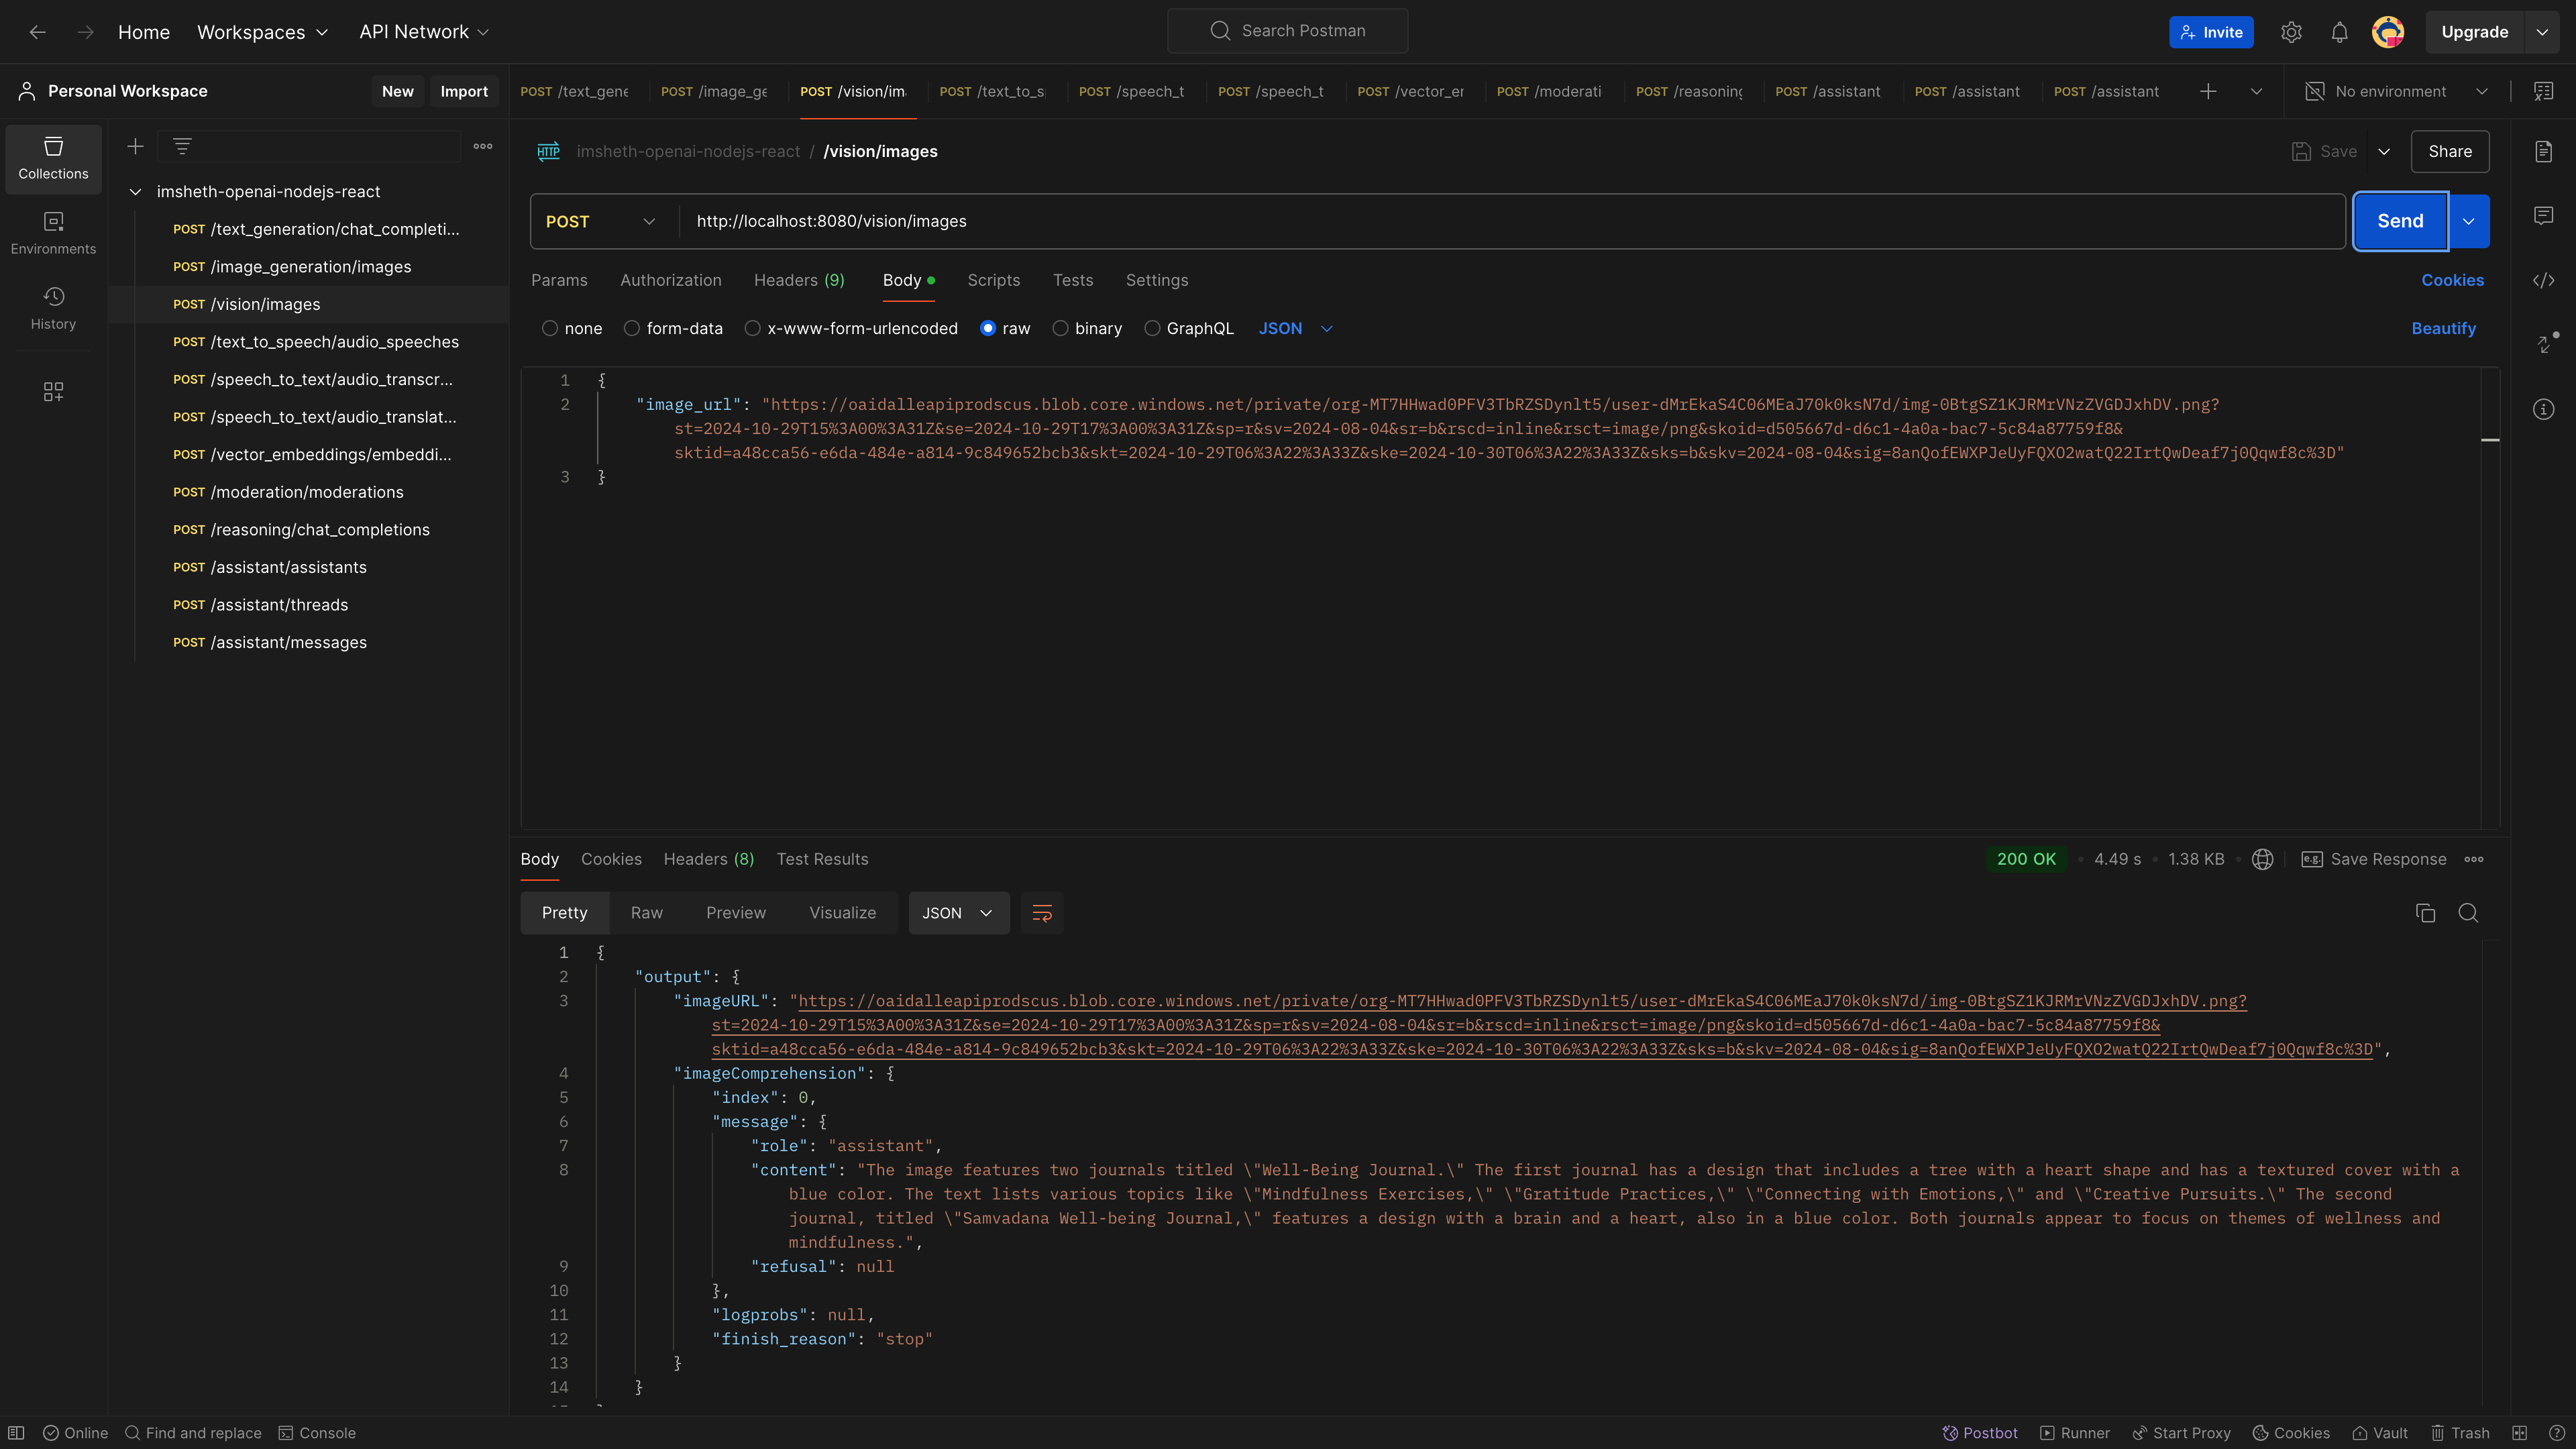 Home Workspaces API Network Search Postman Invite Upgrade
Personal Workspace New Import
POST /text_gene POST /image_ge POST /vision/im POST /text_to_s POST /speech_t POST /speech_t POST /vector_er POST /moderati POST /reasoning POST /assistant POST /assistant POST /assistant No environment
Collections
Environments
History
imsheth-openai-nodejs-react
POST /text_generation/chat_completi...
POST /image_generation/images
POST /vision/images
POST /text_to_speech/audio_speeches
POST /speech_to_text/audio_transcr...
POST /speech_to_text/audio_translat...
POST /vector_embeddings/embeddi...
POST /moderation/moderations
POST /reasoning/chat_completions
POST /assistant/assistants
POST /assistant/threads
POST /assistant/messages
HTTP imsheth-openai-nodejs-react / /vision/images Save Share
POST http://localhost:8080/vision/images Send
Params Authorization Headers (9) Body Scripts Tests Settings Cookies
none form-data x-www-form-urlencoded raw binary GraphQL JSON Beautify
1 {
2 "image_url": "https://oaidalleapiprodscus.blob.core.windows.net/private/org-MT7HHwad0PFV3TbRZSDynlt5/user-dMrEkaS4C06MEaJ70k0ksN7d/img-0BtgSZ1KJRMrVNzZVGDJxhDV.png?
st=2024-10-29T15%3A00%3A31Z&se=2024-10-29T17%3A00%3A31Z&sp=r&sv=2024-08-04&sr=b&rscd=inline&rsct=image/png&skoid=d505667d-d6c1-4a0a-bac7-5c84a87759f8&
sktid=a48cca56-e6da-484e-a814-9c849652bcb3&skt=2024-10-29T06%3A22%3A33Z&ske=2024-10-30T06%3A22%3A33Z&sks=b&skv=2024-08-04&sig=8anQofEWXPJeUyFQXO2watQ22IrtQwDeaf7j0Qqwf8c%3D"
3 }
Body Cookies Headers (8) Test Results 200 OK 4.49 s 1.38 KB e.g. Save Response
Pretty Raw Preview Visualize JSON
1 {
2 "output": {
3 "imageURL": "https://oaidalleapiprodscus.blob.core.windows.net/private/org-MT7HHwad0PFV3TbRZSDynlt5/user-dMrEkaS4C06MEaJ70k0ksN7d/img-0BtgSZ1KJRMrVNzZVGDJxhDV.png?
st=2024-10-29T15%3A00%3A31Z&se=2024-10-29T17%3A00%3A31Z&sp=r&sv=2024-08-04&sr=b&rscd=inline&rsct=image/png&skoid=d505667d-d6c1-4a0a-bac7-5c84a87759f8&
sktid=a48cca56-e6da-484e-a814-9c849652bcb3&skt=2024-10-29T06%3A22%3A33Z&ske=2024-10-30T06%3A22%3A33Z&sks=b&skv=2024-08-04&sig=8anQofEWXPJeUyFQXO2watQ22IrtQwDeaf7j0Qqwf8c%3D",
4 "imageComprehension": {
5 "index": 0,
6 "message": {
7 "role": "assistant",
8 "content": "The image features two journals titled \"Well-Being Journal.\" The first journal has a design that includes a tree with a heart shape and has a textured cover with a
blue color. The text lists various topics like \"Mindfulness Exercises,\" \"Gratitude Practices,\" \"Connecting with Emotions,\" and \"Creative Pursuits.\" The second
journal, titled \"Samvadana Well-being Journal,\" features a design with a brain and a heart, also in a blue color. Both journals appear to focus on themes of wellness and
mindfulness.",
9 "refusal": null
10 },
11 "logprobs": null,
12 "finish_reason": "stop"
13 }
14 }
Online Find and replace Console Postbot Runner Start Proxy Cookies Vault Trash